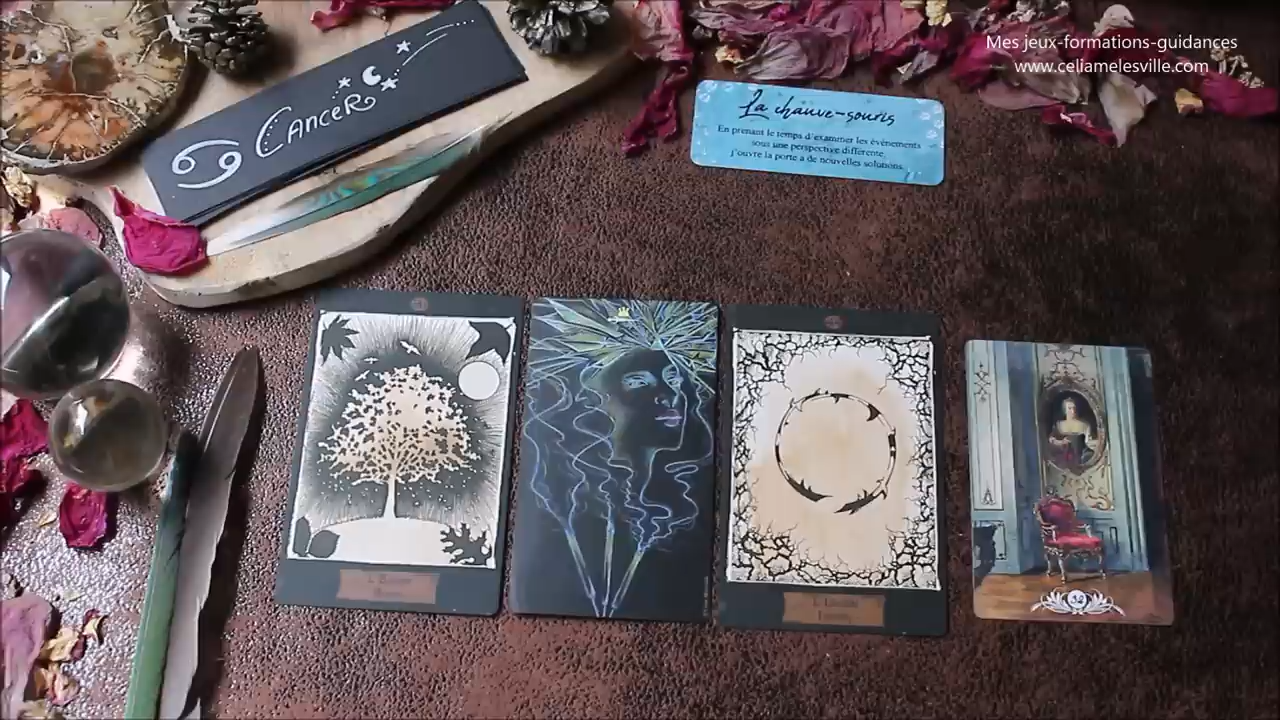 Mes jeux-formations-guidances
www.celiamelesville.com
CanceR
La chauve-souris
En prenant le temps d'examiner les événements
sous une perspective différente,
j'ouvre la porte à de nouvelles solutions.